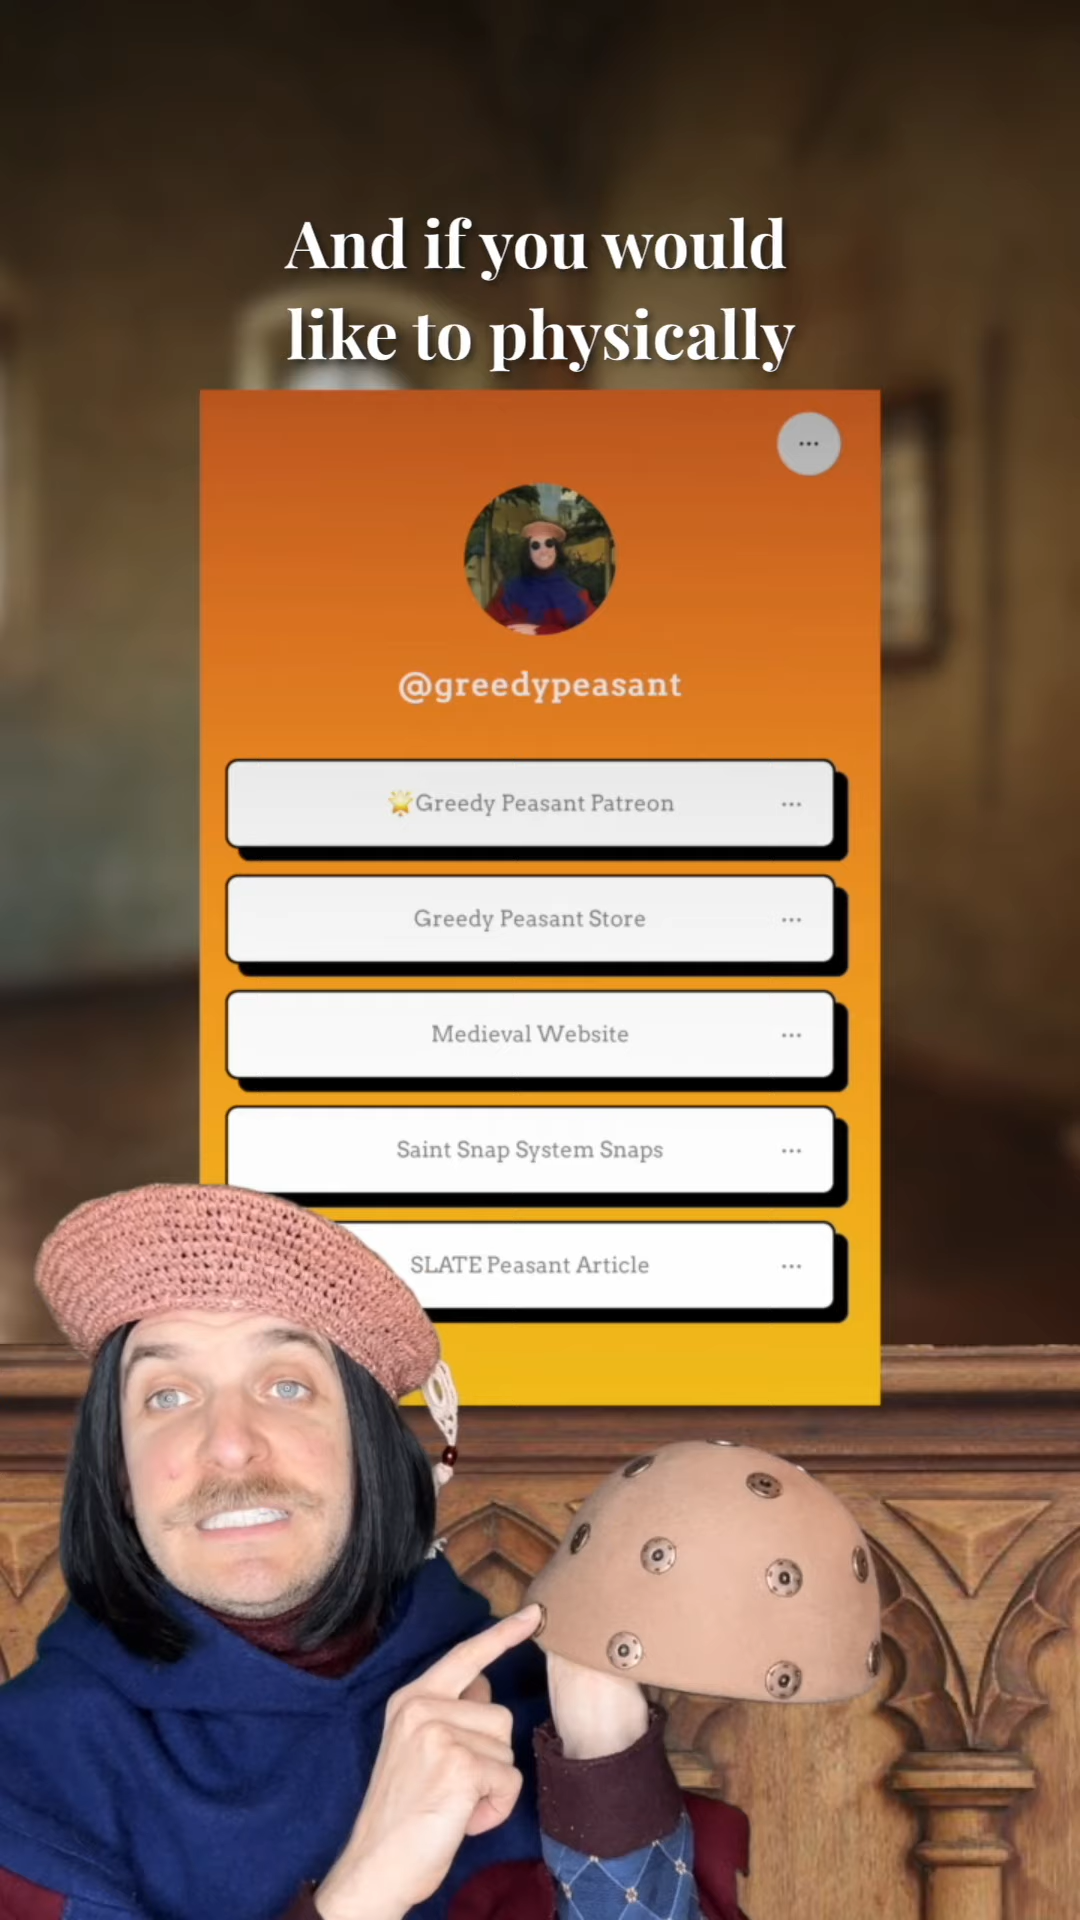 And if you would
like to physically
@greedypeasant
🌟Greedy Peasant Patreon
Greedy Peasant Store
Medieval Website
Saint Snap System Snaps
SLATE Peasant Article